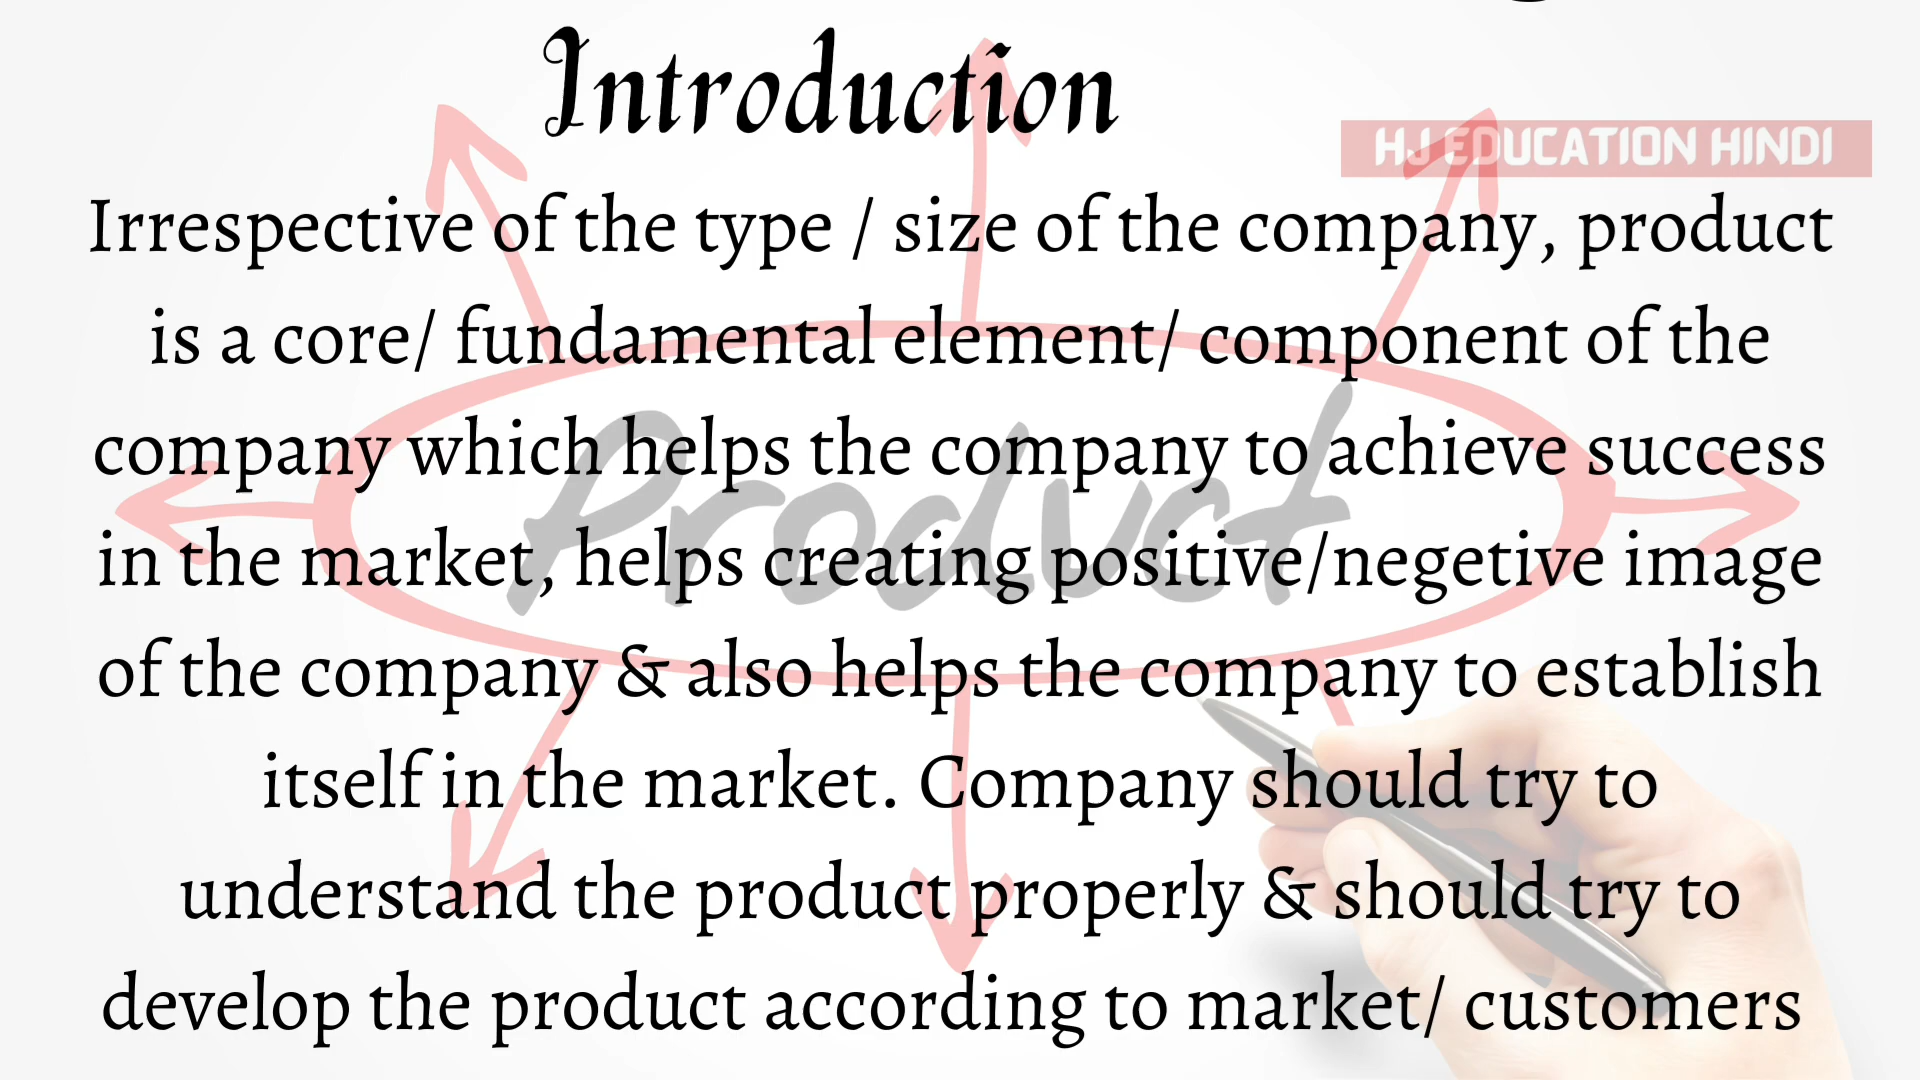 Introduction
HJ EDUCATION HINDI
Irrespective of the type / size of the company, product
is a core/ fundamental element/ component of the
company which helps the company to achieve success
in the market, helps creating positive/negetive image
of the company & also helps the company to establish
itself in the market. Company should try to
understand the product properly & should try to
develop the product according to market/ customers
Product